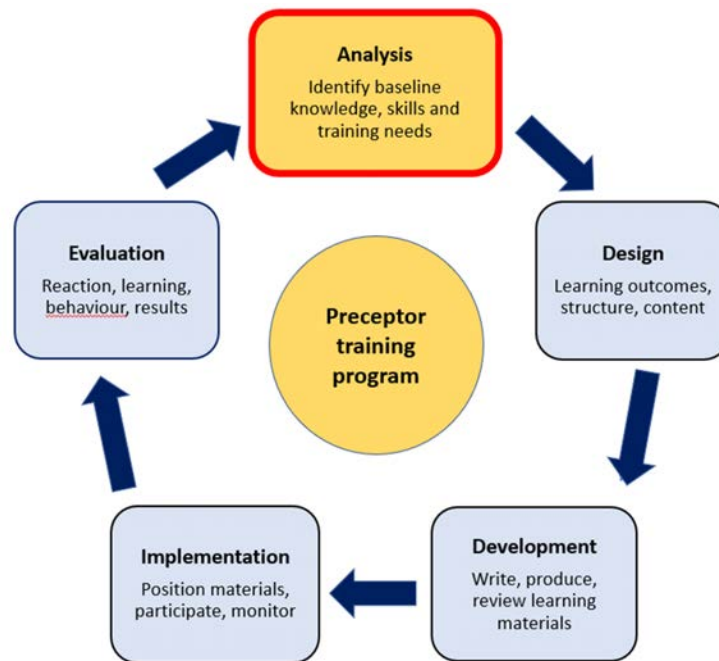 Analysis
Identify baseline
knowledge, skills and
training needs
Evaluation
Reaction, learning,
behaviour, results
Design
Learning outcomes,
structure, content
Preceptor
training
program
Implementation
Position materials,
participate, monitor
Development
Write, produce,
review learning
materials